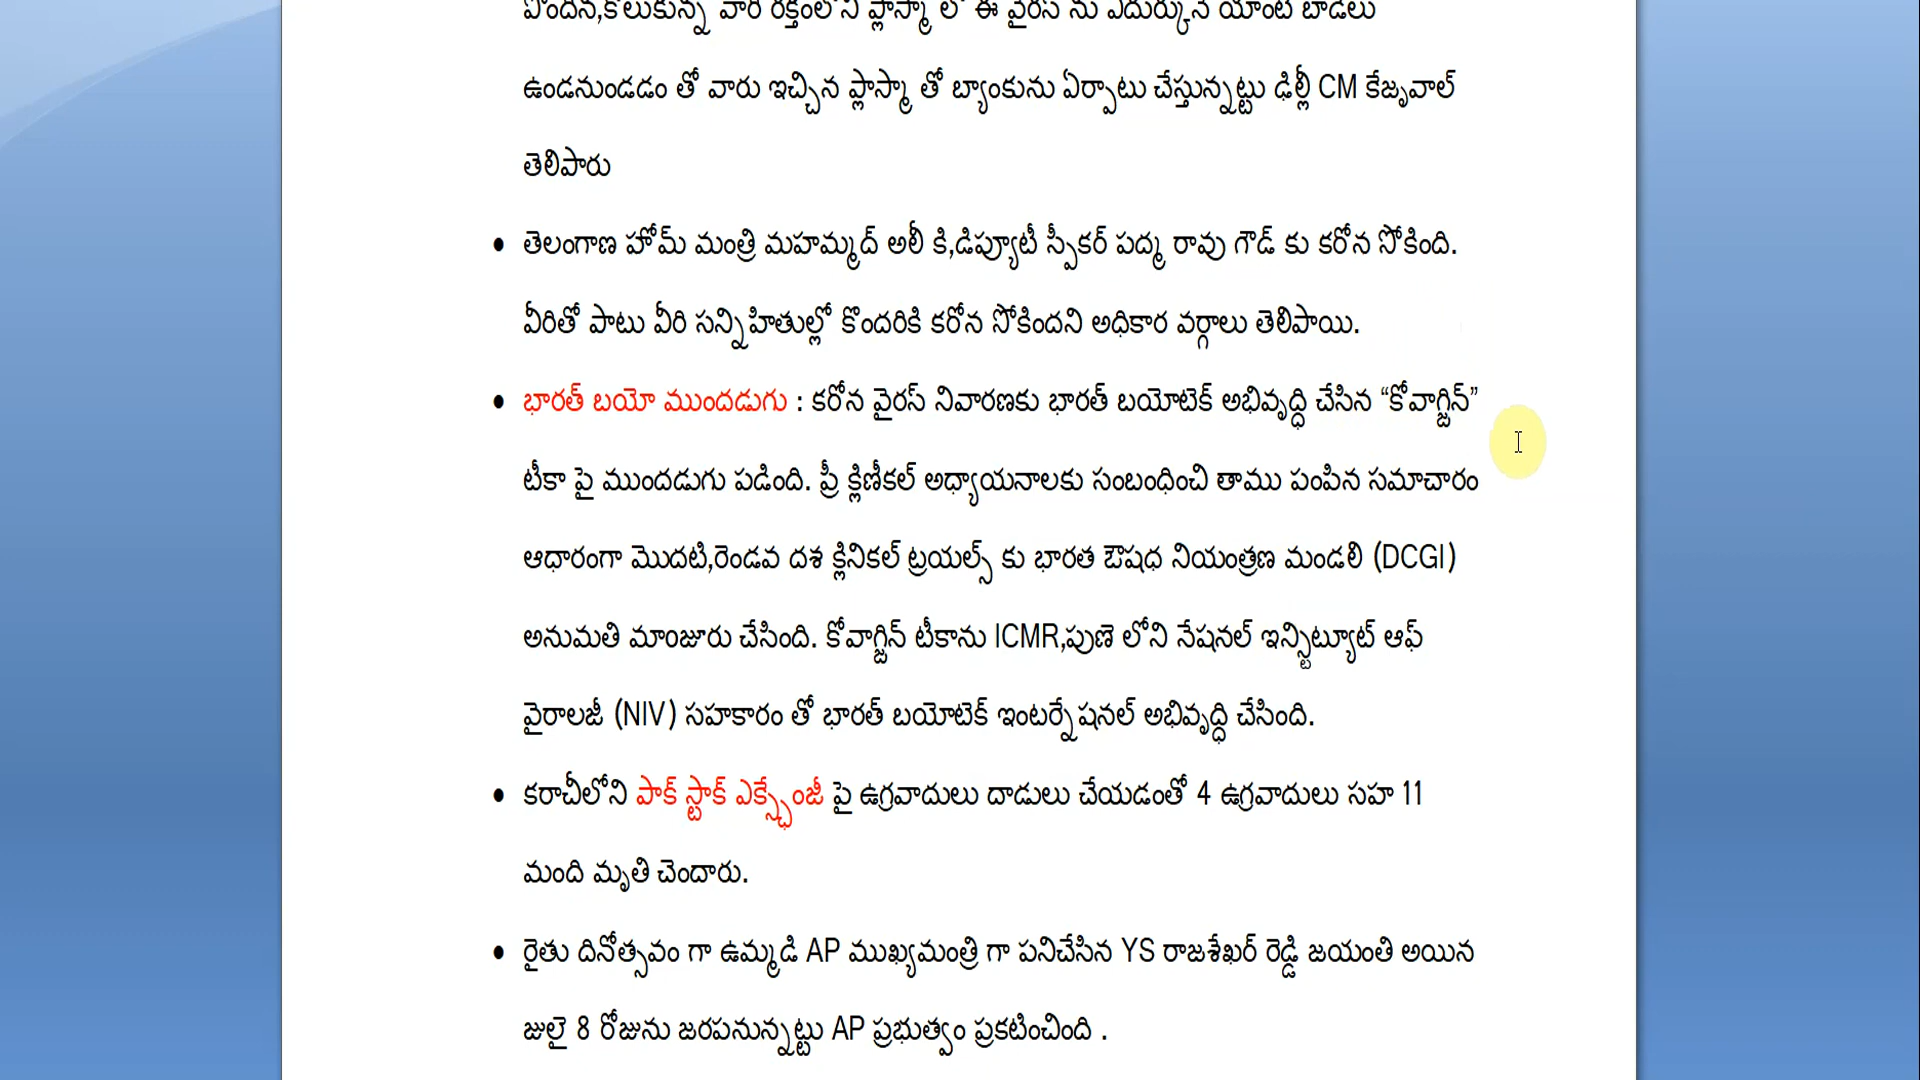 పొందిన,కోలుకున్న వారి రక్తంలోని ప్లాస్మా లో ఈ వైరస్ ను ఎదుర్కునే యాంటి బాడీలు
ఉండనుండడం తో వారు ఇచ్చిన ప్లాస్మా తో బ్యాంకును ఏర్పాటు చేస్తున్నట్టు ఢిల్లీ CM కేజృవాల్
తెలిపారు
• తెలంగాణ హోమ్ మంత్రి మహమ్మద్ అలీ కి,డిప్యూటీ స్పీకర్ పద్మ రావు గౌడ్ కు కరోన సోకింది.
వీరితో పాటు వీరి సన్నిహితుల్లో కొందరికి కరోన సోకిందని అధికార వర్గాలు తెలిపాయి.
• భారత్ బయో ముందడుగు : కరోన వైరస్ నివారణకు భారత్ బయోటెక్ అభివృద్ధి చేసిన “కోవాగ్జిన్”
టీకా పై ముందడుగు పడింది. ప్రీ క్లిణీకల్ అధ్యాయనాలకు సంబంధించి తాము పంపిన సమాచారం
ఆధారంగా మొదటి,రెండవ దశ క్లినికల్ ట్రయల్స్ కు భారత ఔషధ నియంత్రణ మండలి (DCGI)
అనుమతి మాంజూరు చేసింది. కోవాగ్జిన్ టీకాను ICMR,పుణె లోని నేషనల్ ఇన్స్టిట్యూట్ ఆఫ్
వైరాలజీ (NIV) సహకారం తో భారత్ బయోటెక్ ఇంటర్నేషనల్ అభివృద్ధి చేసింది.
• కరాచీలోని పాక్ స్టాక్ ఎక్స్ఛేంజీ పై ఉగ్రవాదులు దాడులు చేయడంతో 4 ఉగ్రవాదులు సహ 11
మంది మృతి చెందారు.
• రైతు దినోత్సవం గా ఉమ్మడి AP ముఖ్యమంత్రి గా పనిచేసిన YS రాజశేఖర్ రెడ్డి జయంతి అయిన
జులై 8 రోజును జరపనున్నట్టు AP ప్రభుత్వం ప్రకటించింది .